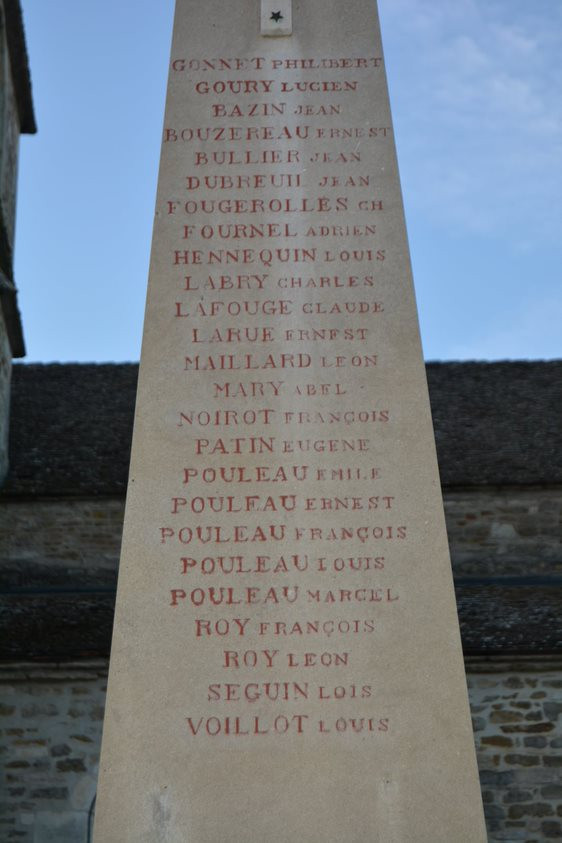 GONNET PHILIBERT
GOURY LUCIEN
BAZIN JEAN
BOUZEREAU ERNEST
BULLIER JEAN
DUBREUIL JEAN
FOUGEROLLES CH
FOURNEL ADRIEN
HENNEQUIN LOUIS
LABRY CHARLES
LAFOUGE CLAUDE
LARUE ERNEST
MAILLARD LEON
MARY ABEL
NOIROT FRANÇOIS
PATIN EUGENE
POULEAU EMILE
POULEAU ERNEST
POULEAU FRANÇOIS
POULEAU LOUIS
POULEAU MARCEL
ROY FRANÇOIS
ROY LEON
SEGUIN LOIS
VOILLOT LOUIS